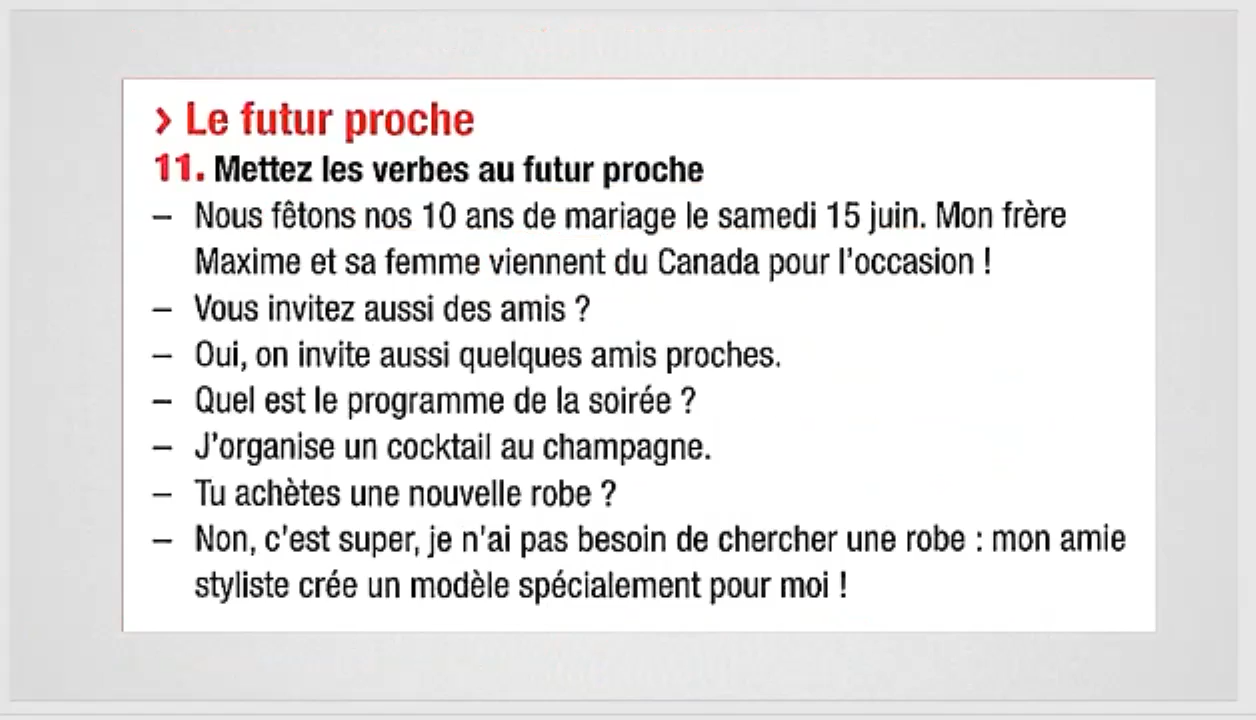 › Le futur proche
11. Mettez les verbes au futur proche
– Nous fêtons nos 10 ans de mariage le samedi 15 juin. Mon frère
Maxime et sa femme viennent du Canada pour l'occasion !
– Vous invitez aussi des amis ?
– Oui, on invite aussi quelques amis proches.
– Quel est le programme de la soirée ?
– J'organise un cocktail au champagne.
– Tu achètes une nouvelle robe ?
– Non, c'est super, je n'ai pas besoin de chercher une robe : mon amie
styliste crée un modèle spécialement pour moi !